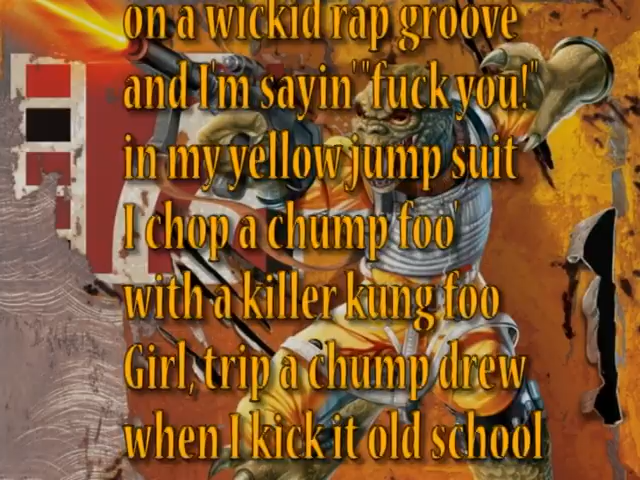 on a wickid rap groove
and I'm sayin' "fuck you!"
in my yellow jump suit
I chop a chump foo'
with a killer kung foo
Girl, trip a chump drew
when I kick it old school